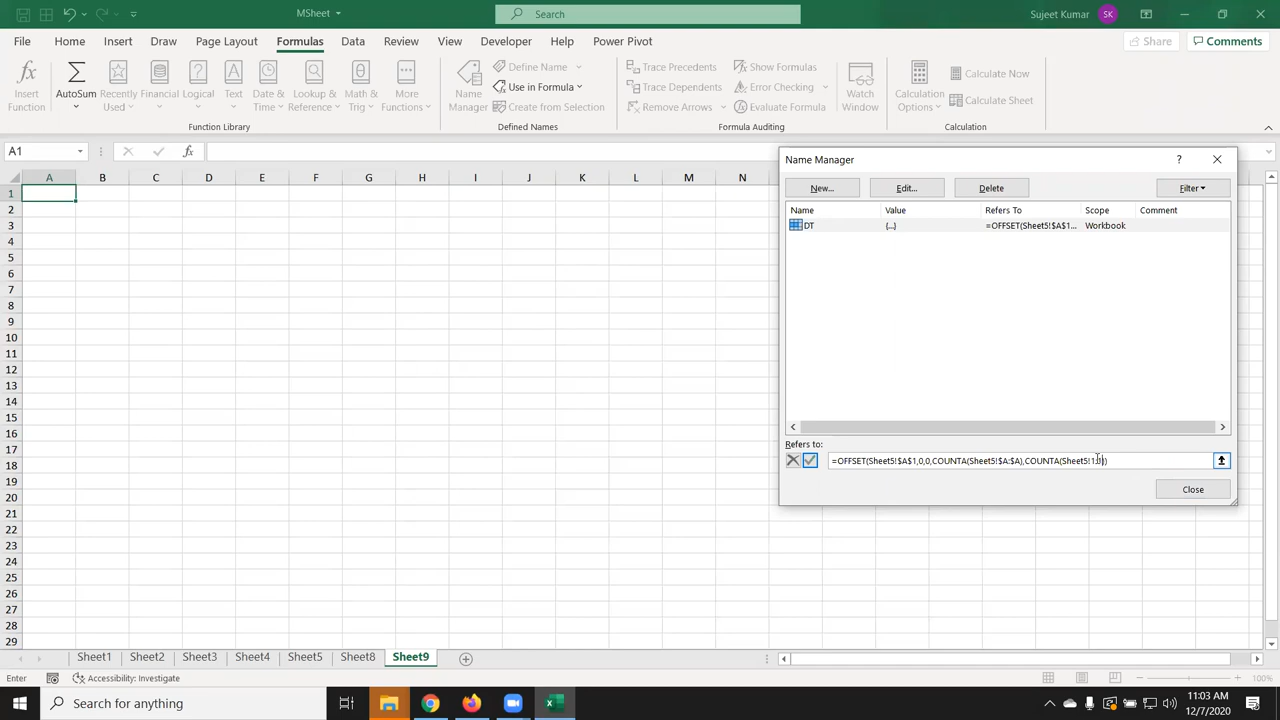 MSheet
Search
Sujeet Kumar
SK
File Home Insert Draw Page Layout Formulas Data Review View Developer Help Power Pivot
Share
Comments
Insert Function
AutoSum
Recently Used
Financial
Logical
Text
Date & Time
Lookup & Reference
Math & Trig
More Functions
Function Library
Name Manager
Define Name
Use in Formula
Create from Selection
Defined Names
Trace Precedents
Trace Dependents
Remove Arrows
Show Formulas
Error Checking
Evaluate Formula
Formula Auditing
Watch Window
Calculation Options
Calculate Now
Calculate Sheet
Calculation
A1
fx
A B C D E F G H I J K L M N
1
2
3
4
5
6
7
8
9
10
11
12
13
14
15
16
17
18
19
20
21
22
23
24
25
26
27
28
29
Name Manager
?
New... Edit... Delete Filter
Name Value Refers To Scope Comment
DT {...} =OFFSET(Sheet5!$A$1... Workbook
Refers to:
=OFFSET(Sheet5!$A$1,0,0,COUNTA(Sheet5!$A:$A),COUNTA(Sheet5!1:
Close
Sheet1 Sheet2 Sheet3 Sheet4 Sheet5 Sheet8 Sheet9
Enter
Accessibility: Investigate
100%
Type here to search
11:03 AM
12/7/2020